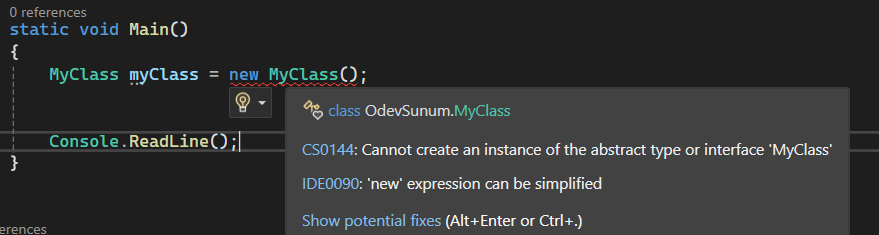 0 references
static void Main()
{
MyClass myClass = new MyClass();
class OdevSunum.MyClass
CS0144: Cannot create an instance of the abstract type or interface 'MyClass'
IDE0090: 'new' expression can be simplified
Show potential fixes (Alt+Enter or Ctrl+.)
Console.ReadLine();
}
erences